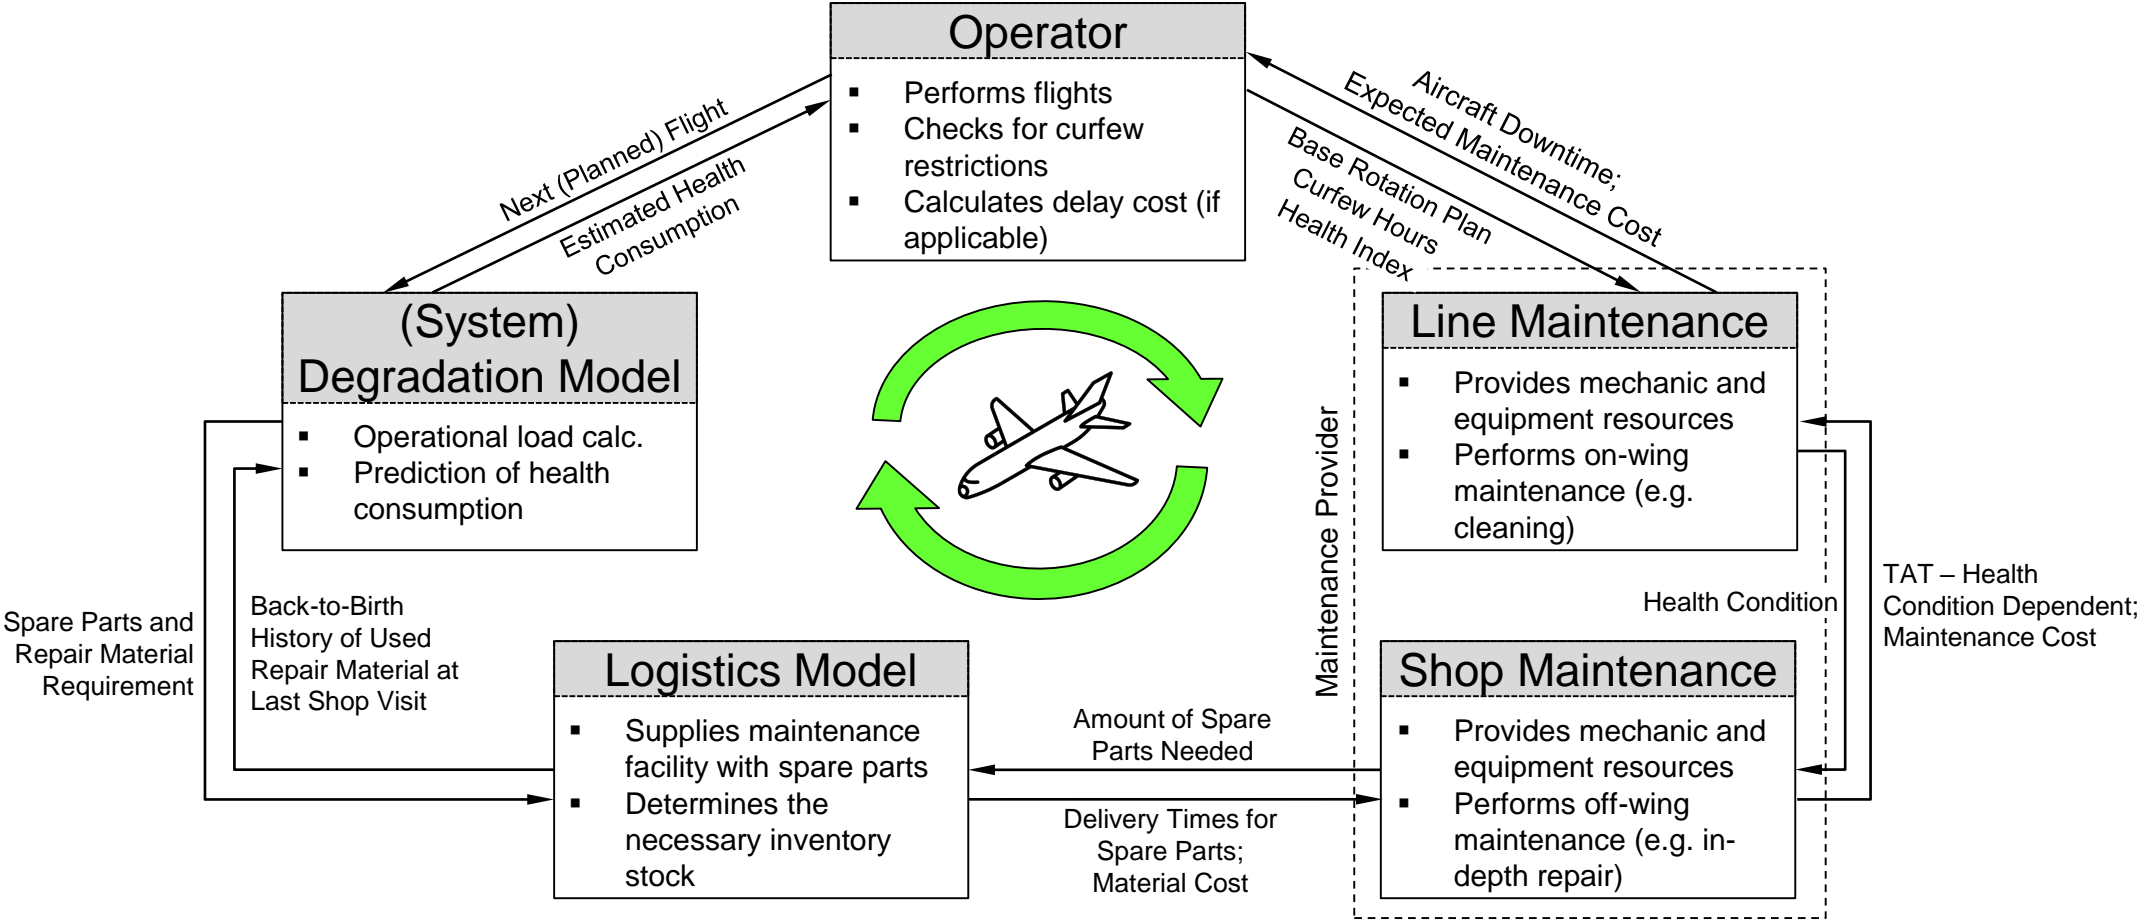 Operator
▪ Performs flights
▪ Checks for curfew
restrictions
▪ Calculates delay cost (if
applicable)
Next (Planned) Flight
Estimated Health
Consumption
Aircraft Downtime;
Expected Maintenance Cost
Base Rotation Plan
Curfew Hours
Health Index
(System)
Degradation Model
▪ Operational load calc.
▪ Prediction of health
consumption
Line Maintenance
▪ Provides mechanic and
equipment resources
▪ Performs on-wing
maintenance (e.g.
cleaning)
Maintenance Provider
Spare Parts and
Repair Material
Requirement
Back-to-Birth
History of Used
Repair Material at
Last Shop Visit
Health Condition
TAT – Health
Condition Dependent;
Maintenance Cost
Logistics Model
▪ Supplies maintenance
facility with spare parts
▪ Determines the
necessary inventory
stock
Amount of Spare
Parts Needed
Delivery Times for
Spare Parts;
Material Cost
Shop Maintenance
▪ Provides mechanic and
equipment resources
▪ Performs off-wing
maintenance (e.g. in-
depth repair)